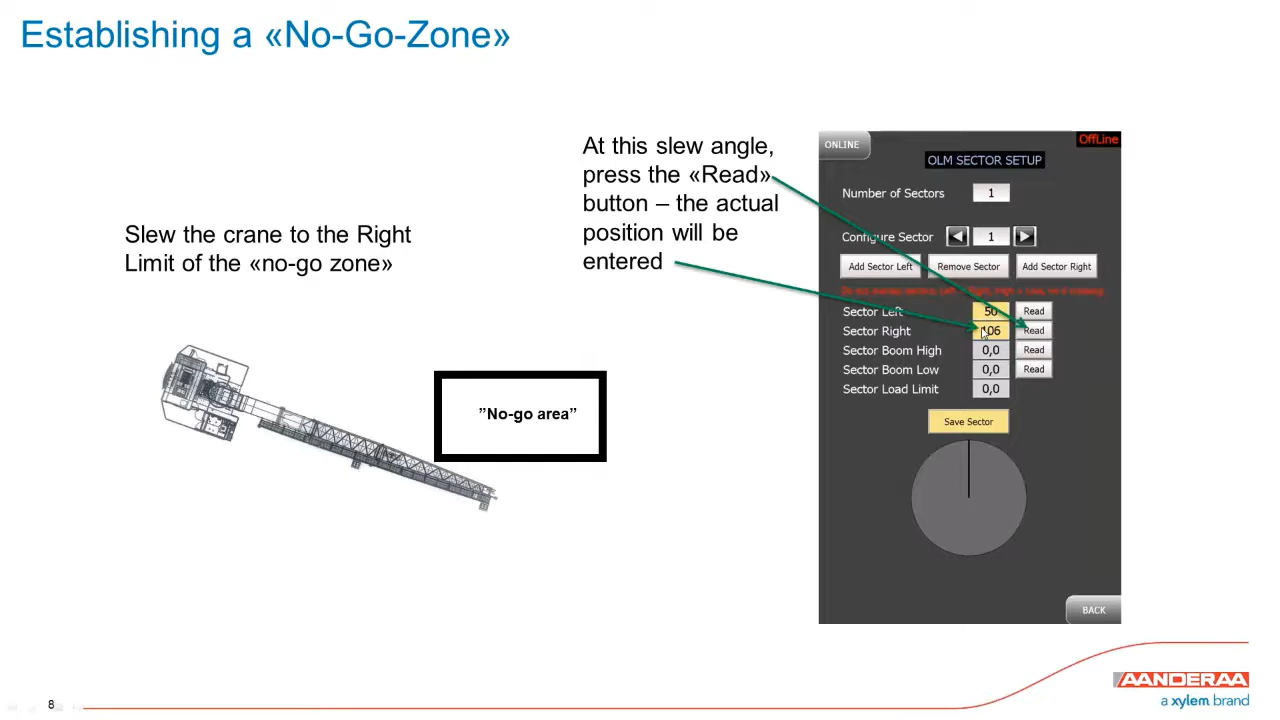 Establishing a «No-Go-Zone»
At this slew angle,
press the «Read»
button – the actual
position will be
entered
Slew the crane to the Right
Limit of the «no-go zone»
”No-go area”
ONLINE
OffLine
OLM SECTOR SETUP
Number of Sectors 1
Configure Sector 1
Add Sector Left Remove Sector Add Sector Right
Sector Left 50 Read
Sector Right 106 Read
Sector Boom High 0,0 Read
Sector Boom Low 0,0 Read
Sector Load Limit 0,0
Save Sector
BACK
8
AANDERAA
a xylem brand